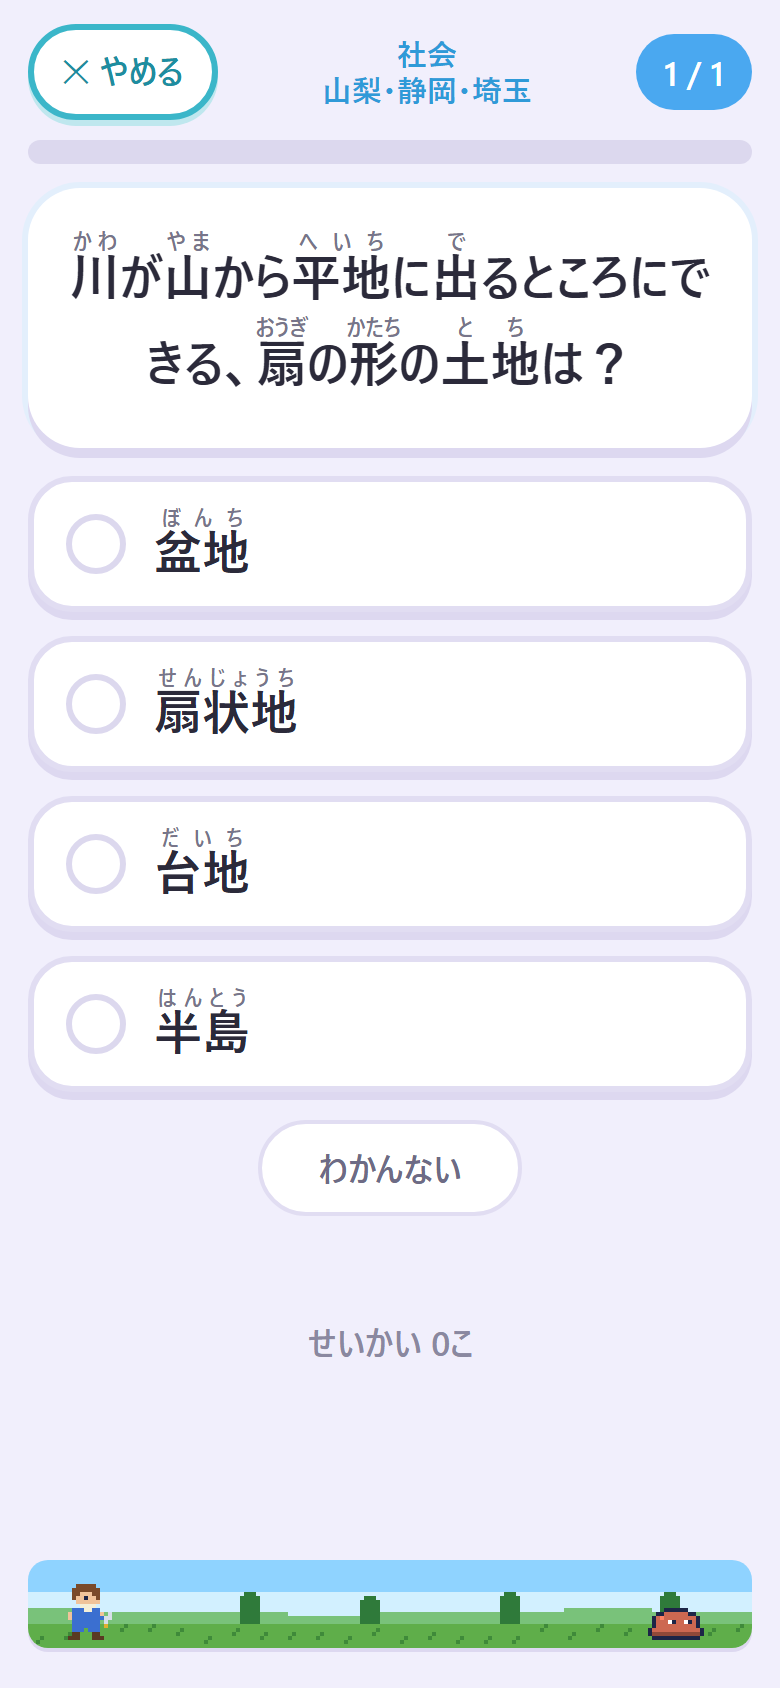 × やめる
社会
山梨・静岡・埼玉
1 / 1
かわ やま へいち で
川が山から平地に出るところにで
おうぎ かたち と ち
きる、扇の形の土地は？
ぼんち
盆地
せんじょうち
扇状地
だいち
台地
はんとう
半島
わかんない
せいかい 0こ